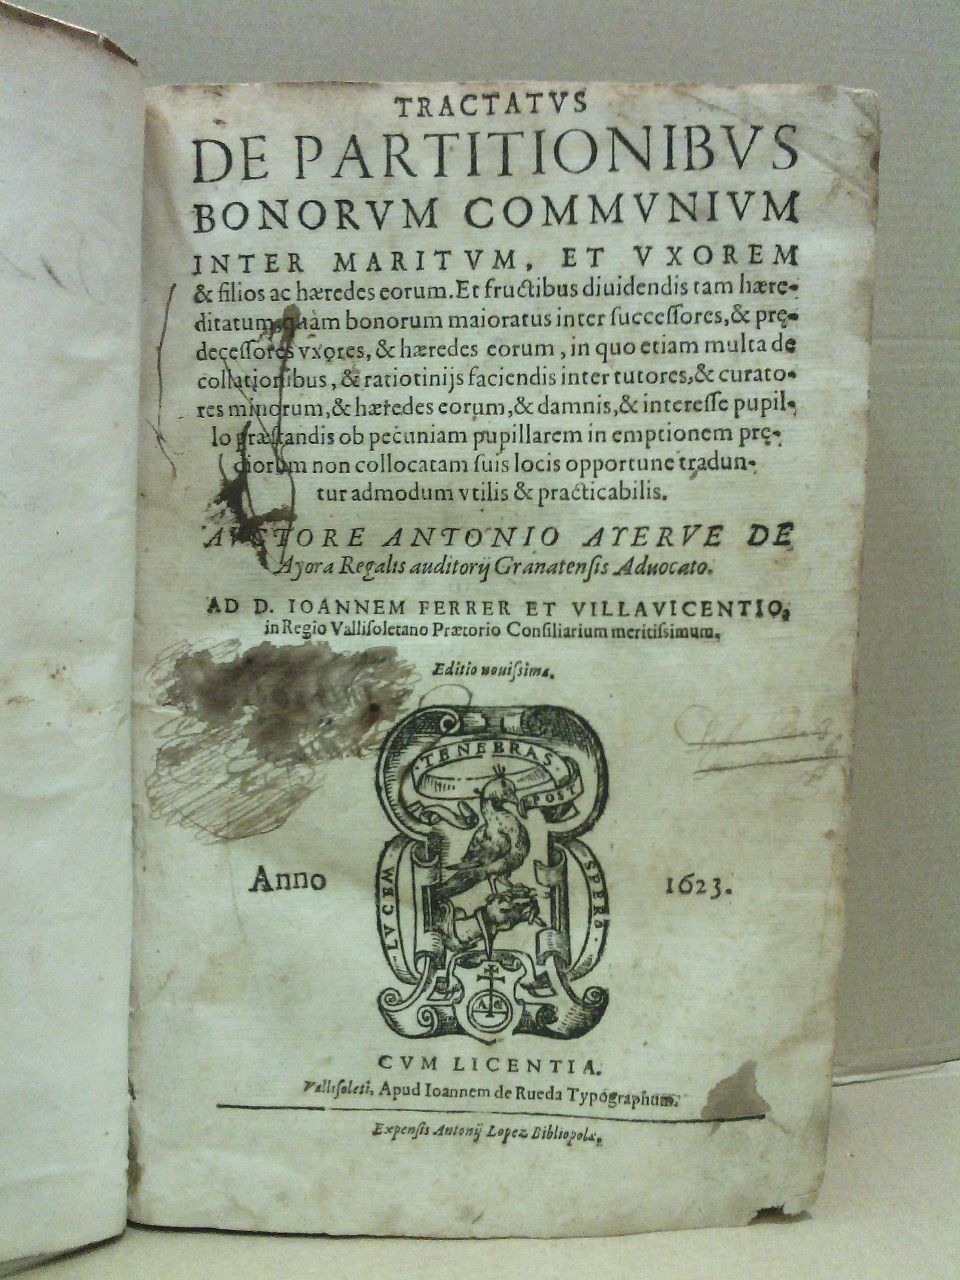 TRACTATVS
DE PARTITIONIBVS
BONORVM COMMVNIVM
INTER MARITVM, ET VXOREM
& filios ac hæredes eorum. Et fructibus diuidendis tam hære-
ditatum, quàm bonorum maioratus inter successores, & prę-
decessores vxores, & hæredes eorum, in quo etiam multa de
collationibus, & ratiotinijs faciendis inter tutores, & curato-
res minorum, & hæredes eorum, & damnis, & interesse pupil-
lo præstandis ob pecuniam pupillarem in emptionem prę-
diorum non collocatam suis locis opportune tradun-
tur admodum vtilis & practicabilis.
AVCTORE ANTONIO AYERVE DE
Ayora Regalis auditorij Granatensis Aduocato.
AD D. IOANNEM FERRER ET VILLAVICENTIO,
in Regio Vallisoletano Prætorio Consiliarium meritissimum.
Editio nouissima.
·TENEBRAS·
POST
Anno
LVCEM
SPERO·
1623.
CVM LICENTIA.
Vallisoleti, Apud Ioannem de Rueda Typographum.
Expensis Antonij Lopez Bibliopolæ.